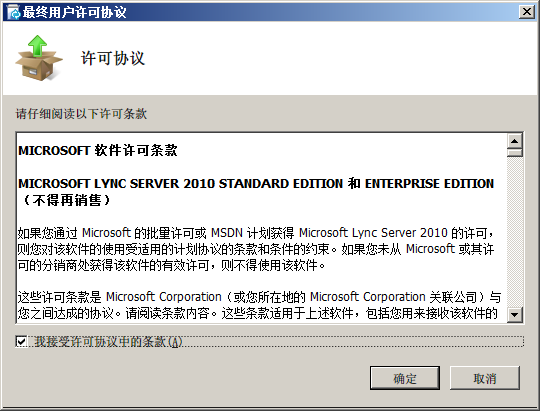 最终用户许可协议
许可协议
请仔细阅读以下许可条款
MICROSOFT 软件许可条款
MICROSOFT LYNC SERVER 2010 STANDARD EDITION 和 ENTERPRISE EDITION
（不得再销售）
如果您通过 Microsoft 的批量许可或 MSDN 计划获得 Microsoft Lync Server 2010 的许可，
则您对该软件的使用受适用的计划协议的条款和条件的约束。如果您未从 Microsoft 或其许
可的分销商处获得该软件的有效许可，则不得使用该软件。
这些许可条款是 Microsoft Corporation（或您所在地的 Microsoft Corporation 关联公司）与
您之间达成的协议。请阅读条款内容。这些条款适用于上述软件，包括您用来接收该软件的
我接受许可协议中的条款(A)
确定
取消